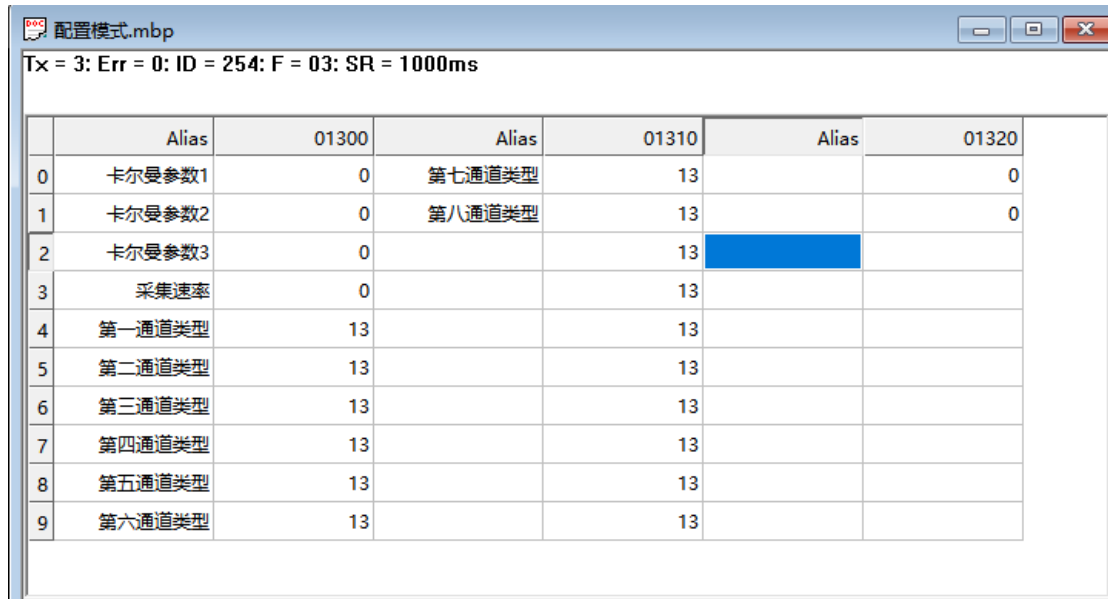 配置模式.mbp
Tx = 3: Err = 0: ID = 254: F = 03: SR = 1000ms
Alias 01300 Alias 01310 Alias 01320
0 卡尔曼参数1 0 第七通道类型 13 0
1 卡尔曼参数2 0 第八通道类型 13 0
2 卡尔曼参数3 0 13
3 采集速率 0 13
4 第一通道类型 13 13
5 第二通道类型 13 13
6 第三通道类型 13 13
7 第四通道类型 13 13
8 第五通道类型 13 13
9 第六通道类型 13 13